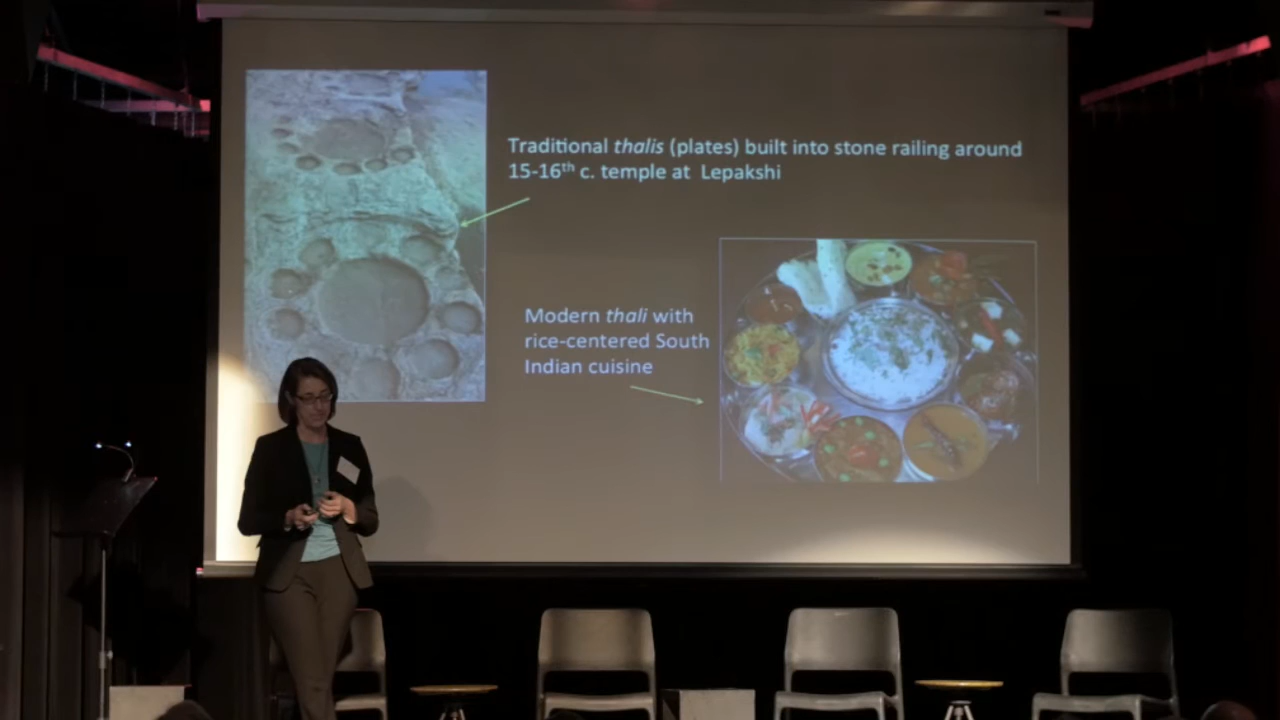 Traditional thalis (plates) built into stone railing around
15-16th c. temple at Lepakshi
Modern thali with
rice-centered South
Indian cuisine